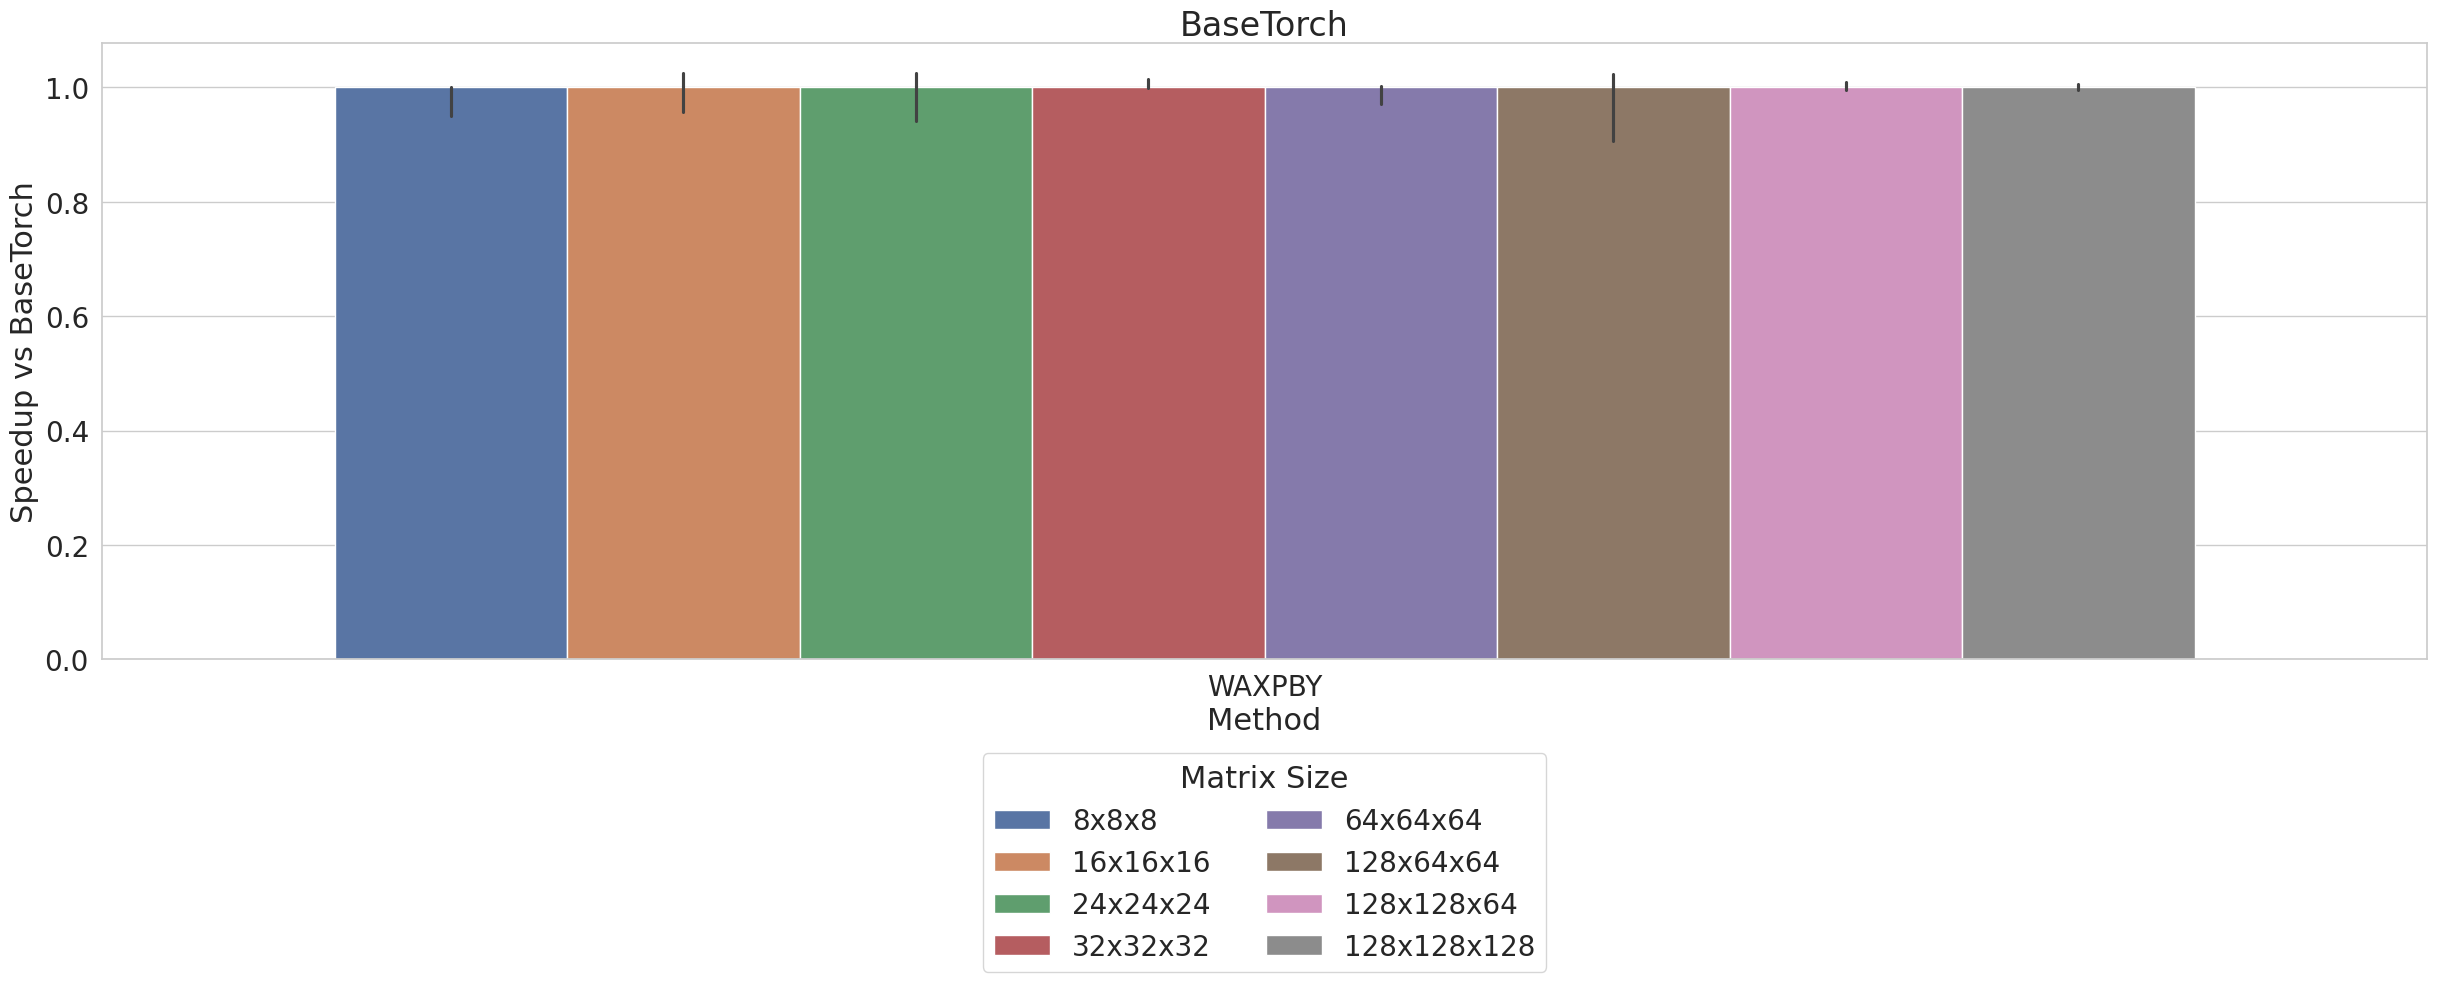 BaseTorch
Speedup vs BaseTorch
1.0
0.8
0.6
0.4
0.2
0.0
WAXPBY
Method
Matrix Size
8x8x8
16x16x16
24x24x24
32x32x32
64x64x64
128x64x64
128x128x64
128x128x128